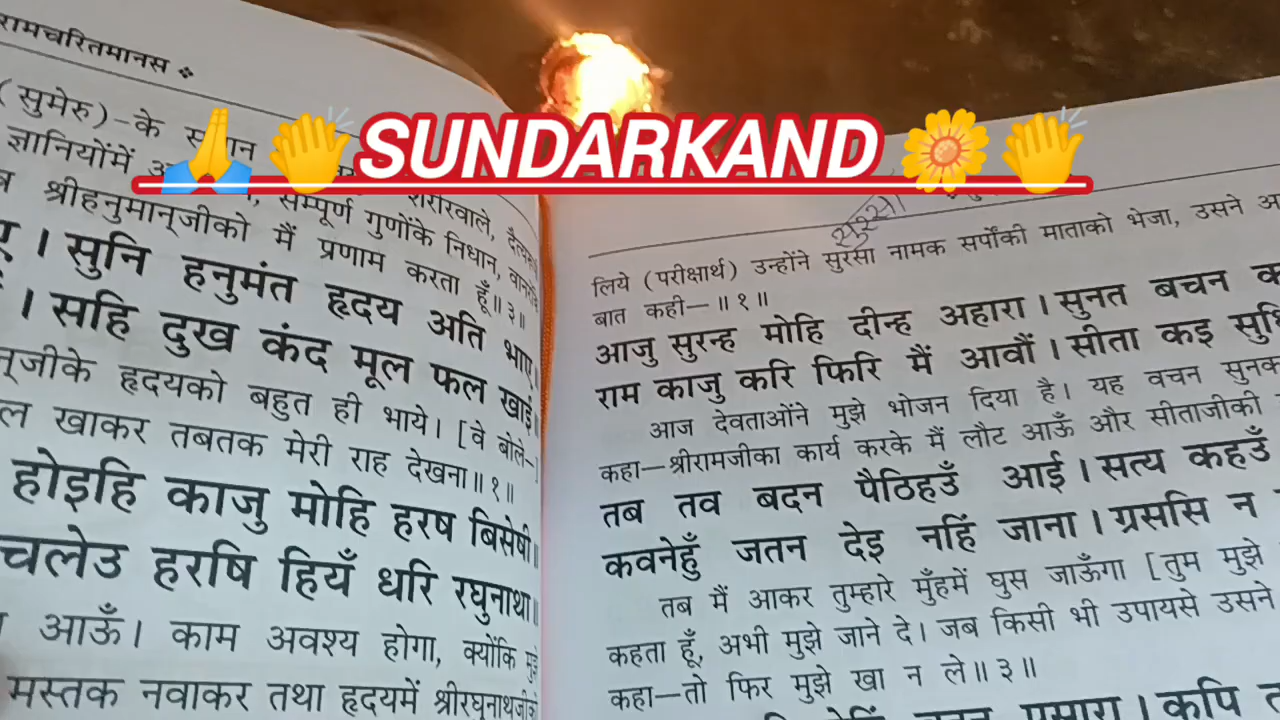 रामचरितमानस
SUNDARKAND
(सुमेरु)-के
ज्ञानियोंमें
सम्पूर्ण गुणोंके निधान,
श्रीहनुमान्‌जीको मैं प्रणाम करता हूँ॥३॥
। सुनि हनुमंत हृदय अति भाए॥
। सहि दुख कंद मूल फल खाई॥
हृदयको बहुत ही भाये। [वे बोले—]
खाकर तबतक मेरी राह देखना॥१॥
होइहि काजु मोहि हरष बिसेषी॥
चलेउ हरषि हियँ धरि रघुनाथा॥
आऊँ। काम अवश्य होगा, क्योंकि मुझे
मस्तक नवाकर तथा हृदयमें श्रीरघुनाथजीको
लिये (परीक्षार्थ) उन्होंने सुरसा नामक सर्पोंकी माताको भेजा, उसने
बात कही—॥१॥
आजु सुरन्ह मोहि दीन्ह अहारा। सुनत बचन
राम काजु करि फिरि मैं आवौं। सीता कइ
आज देवताओंने मुझे भोजन दिया है। यह वचन
कहा—श्रीरामजीका कार्य करके मैं लौट आऊँ और सीताजीकी
तब तव बदन पैठिहउँ आई। सत्य कहउँ
कवनेहुँ जतन देइ नहिं जाना। ग्रससि न
तब मैं आकर तुम्हारे मुँहमें घुस जाऊँगा [तुम मुझे
कहता हूँ, अभी मुझे जाने दे। जब किसी भी उपायसे उसने
कहा—तो फिर मुझे खा न ले॥३॥
। कपि